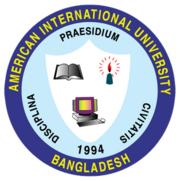 AMERICAN INTERNATIONAL UNIVERSITY
PRAESIDIUM
DISCIPLINA
CIVITATIS
1994
BANGLADESH